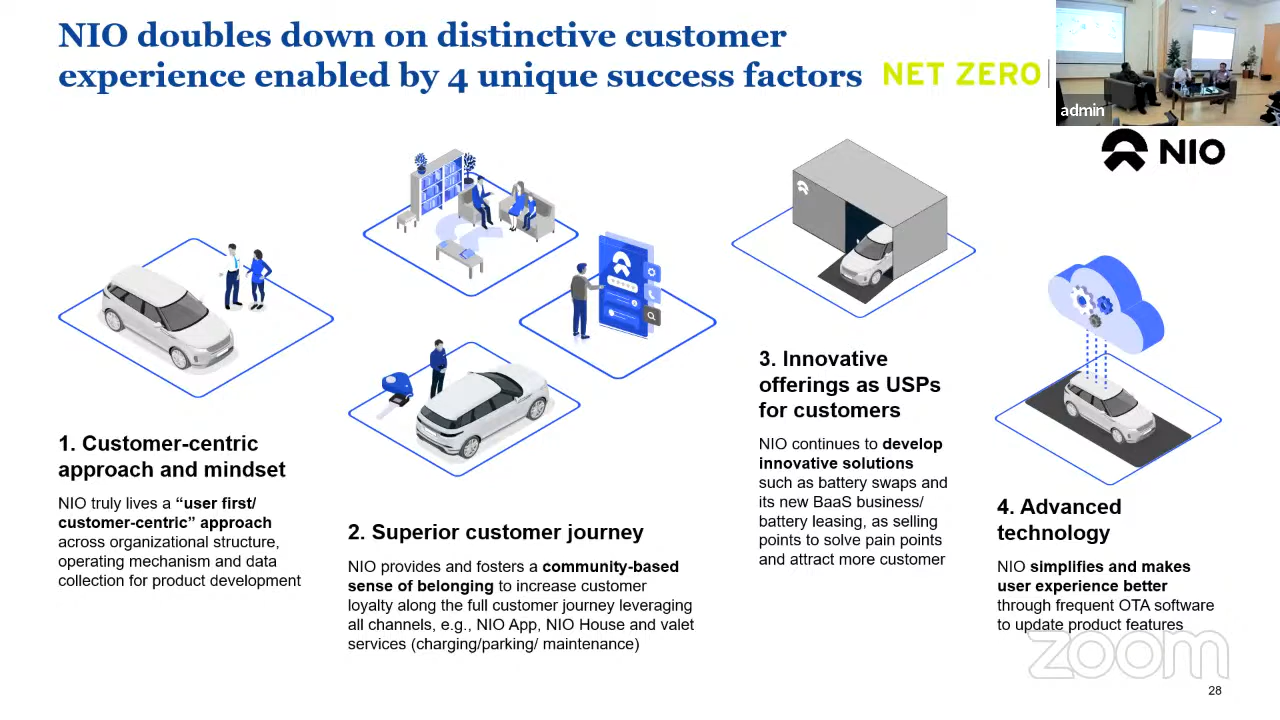 NIO doubles down on distinctive customer
experience enabled by 4 unique success factors
NET ZERO
admin
NIO
1. Customer-centric
approach and mindset
NIO truly lives a “user first/
customer-centric” approach
across organizational structure,
operating mechanism and data
collection for product development
2. Superior customer journey
NIO provides and fosters a community-based
sense of belonging to increase customer
loyalty along the full customer journey leveraging
all channels, e.g., NIO App, NIO House and valet
services (charging/parking/ maintenance)
3. Innovative
offerings as USPs
for customers
NIO continues to develop
innovative solutions
such as battery swaps and
its new BaaS business/
battery leasing, as selling
points to solve pain points
and attract more customer
4. Advanced
technology
NIO simplifies and makes
user experience better
through frequent OTA software
to update product features
zoom
28